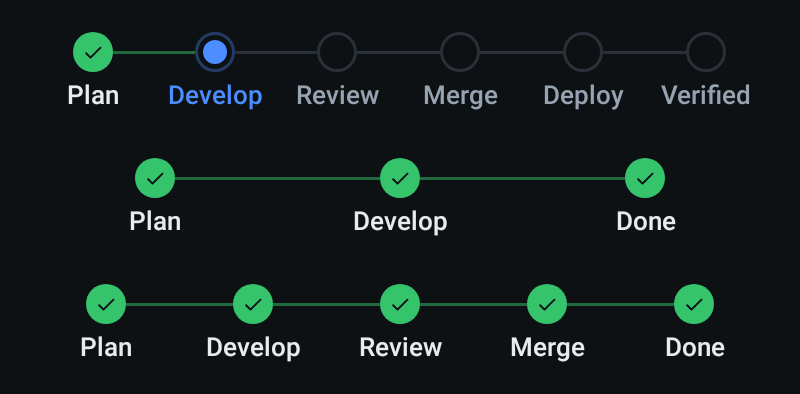 Plan Develop Review Merge Deploy Verified
Plan Develop Done
Plan Develop Review Merge Done